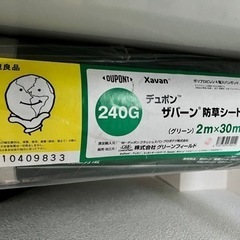 良品
DUPONT
Xavan
240G
デュポン™
ザバーン®防草シート
(グリーン) 2m×30m
株式会社グリーンフィールド
10409833